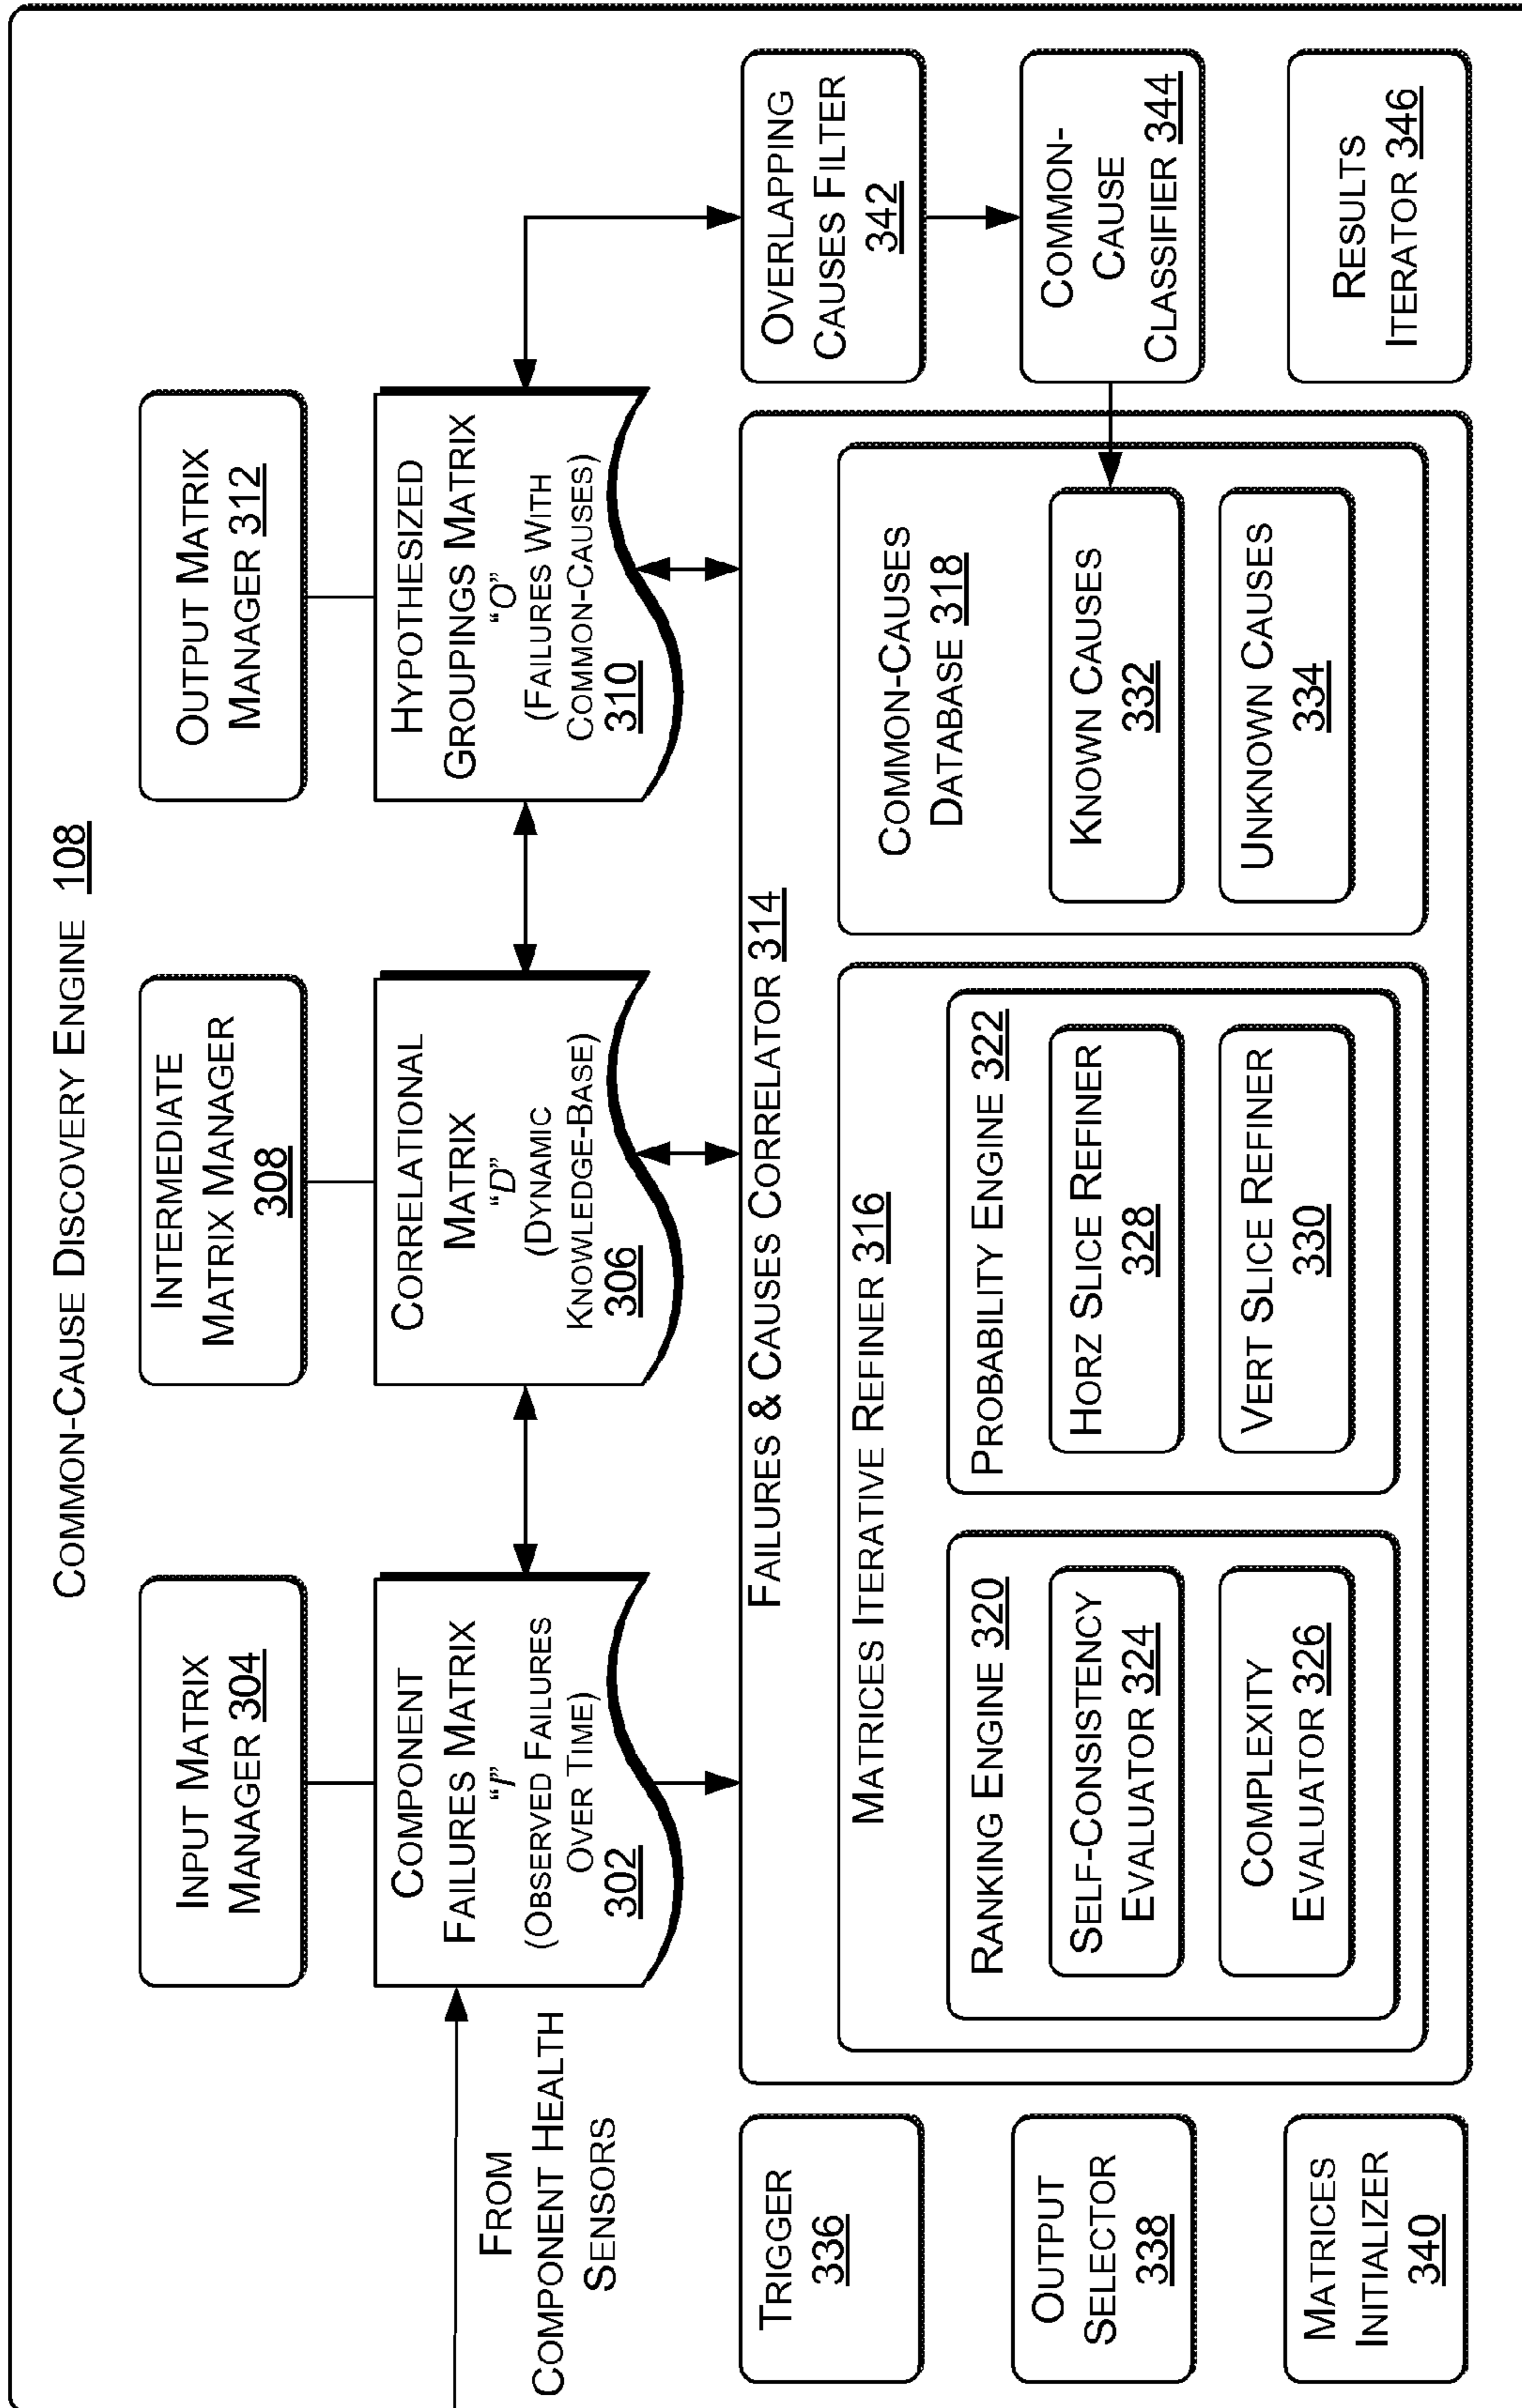 COMMON-CAUSE DISCOVERY ENGINE 108
INPUT MATRIX
MANAGER 304
INTERMEDIATE
MATRIX MANAGER
308
OUTPUT MATRIX
MANAGER 312
FROM
COMPONENT HEALTH
SENSORS
COMPONENT
FAILURES MATRIX
"I"
(OBSERVED FAILURES
OVER TIME)
302
CORRELATIONAL
MATRIX
"D"
(DYNAMIC
KNOWLEDGE-BASE)
306
HYPOTHESIZED
GROUPINGS MATRIX
"O"
(FAILURES WITH
COMMON-CAUSES)
310
TRIGGER
336
OUTPUT
SELECTOR
338
MATRICES
INITIALIZER
340
FAILURES & CAUSES CORRELATOR 314
MATRICES ITERATIVE REFINER 316
RANKING ENGINE 320
SELF-CONSISTENCY
EVALUATOR 324
COMPLEXITY
EVALUATOR 326
PROBABILITY ENGINE 322
HORZ SLICE REFINER
328
VERT SLICE REFINER
330
COMMON-CAUSES
DATABASE 318
KNOWN CAUSES
332
UNKNOWN CAUSES
334
OVERLAPPING
CAUSES FILTER
342
COMMON-
CAUSE
CLASSIFIER 344
RESULTS
ITERATOR 346